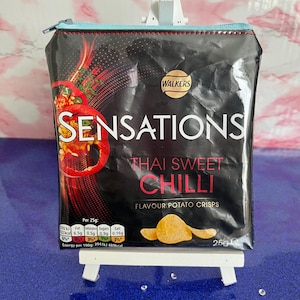 WALKERS
SENSATIONS
THAI SWEET
CHILLI
FLAVOUR POTATO CRISPS
Per 25g:
25g